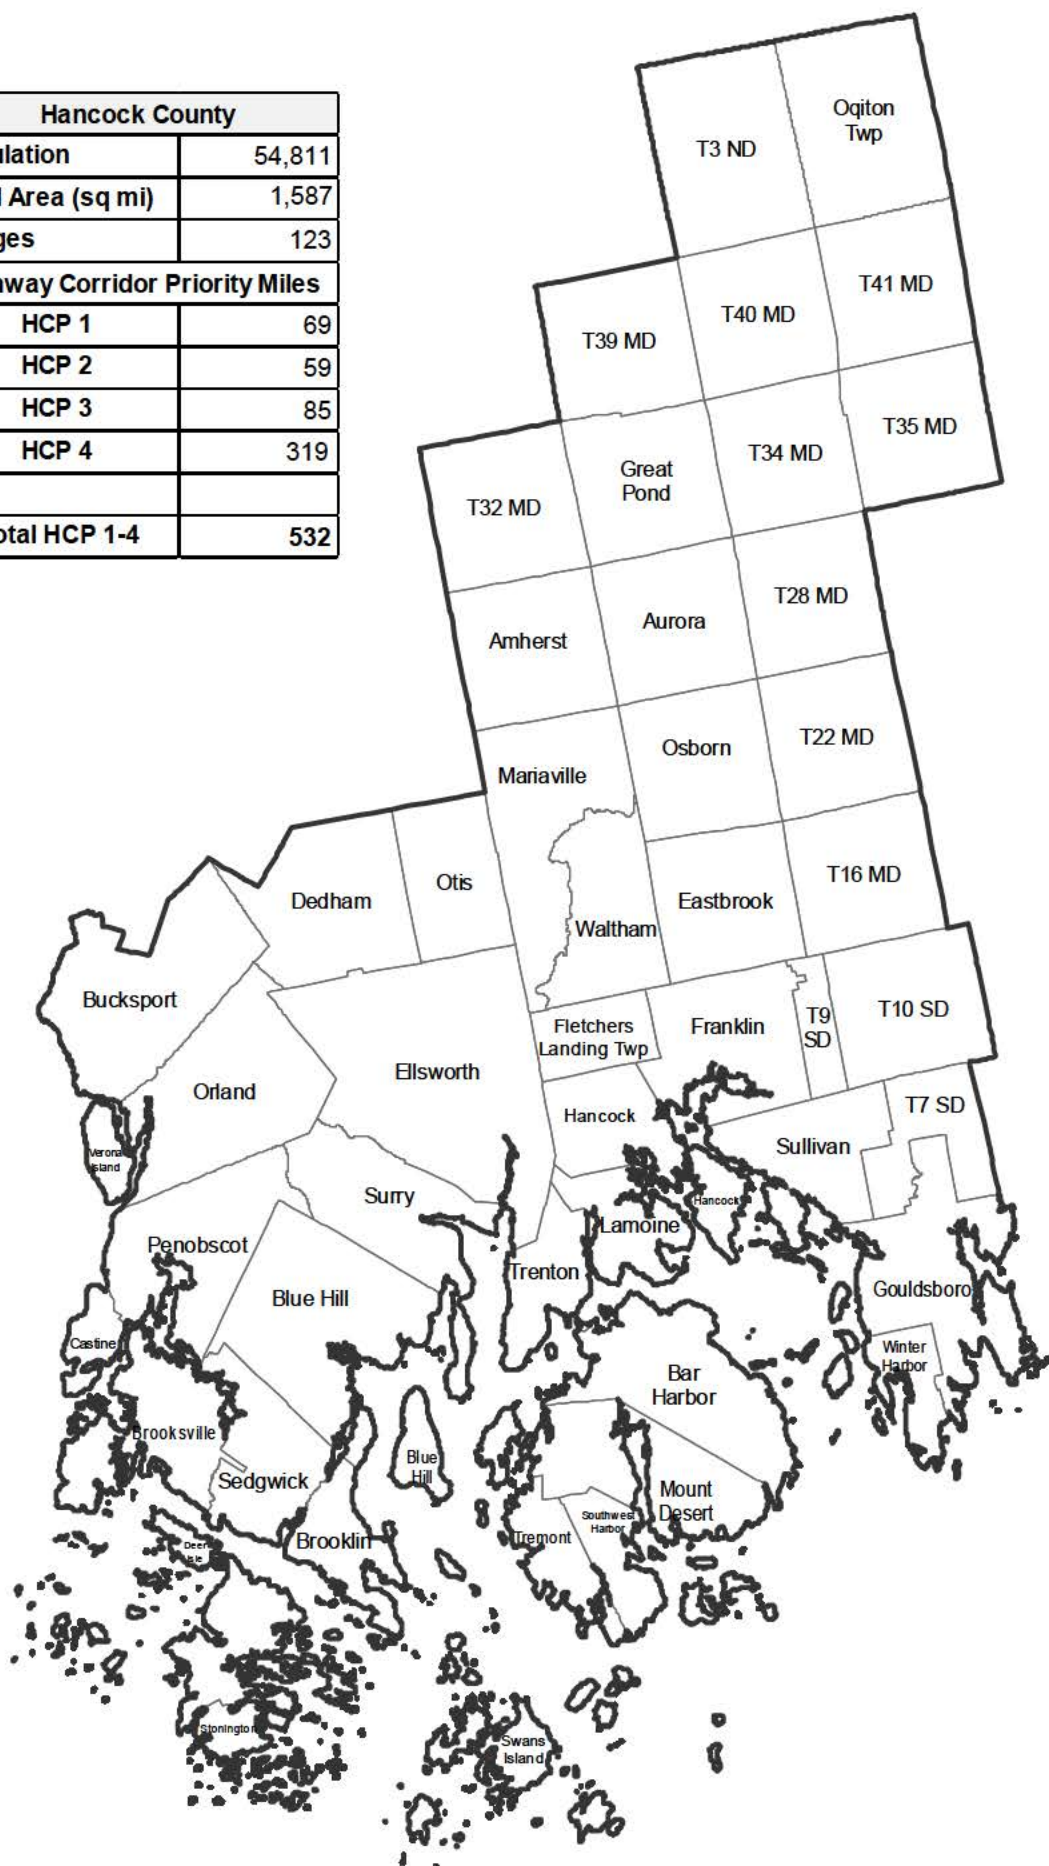 Hancock County
ulation 54,811
l Area (sq mi) 1,587
ges 123
way Corridor Priority Miles
HCP 1 69
HCP 2 59
HCP 3 85
HCP 4 319
otal HCP 1-4 532
Oqiton
Twp
T3 ND
T41 MD
T40 MD
T39 MD
T35 MD
T34 MD
Great
Pond
T32 MD
T28 MD
Aurora
Amherst
T22 MD
Osborn
Mariaville
T16 MD
Otis
Dedham
Eastbrook
Waltham
Bucksport
T10 SD
T9
SD
Franklin
Fletchers
Landing Twp
Ellsworth
Orland
T7 SD
Hancock
Sullivan
Verona
Island
Surry
Hancock
Lamoine
Penobscot
Trenton
Gouldsboro
Blue Hill
Castine
Winter
Harbor
Bar
Harbor
Brooksville
Blue
Hill
Sedgwick
Mount
Desert
Southwest
Harbor
Tremont
Brooklin
Deer
Isle
Stonington
Swans
Island